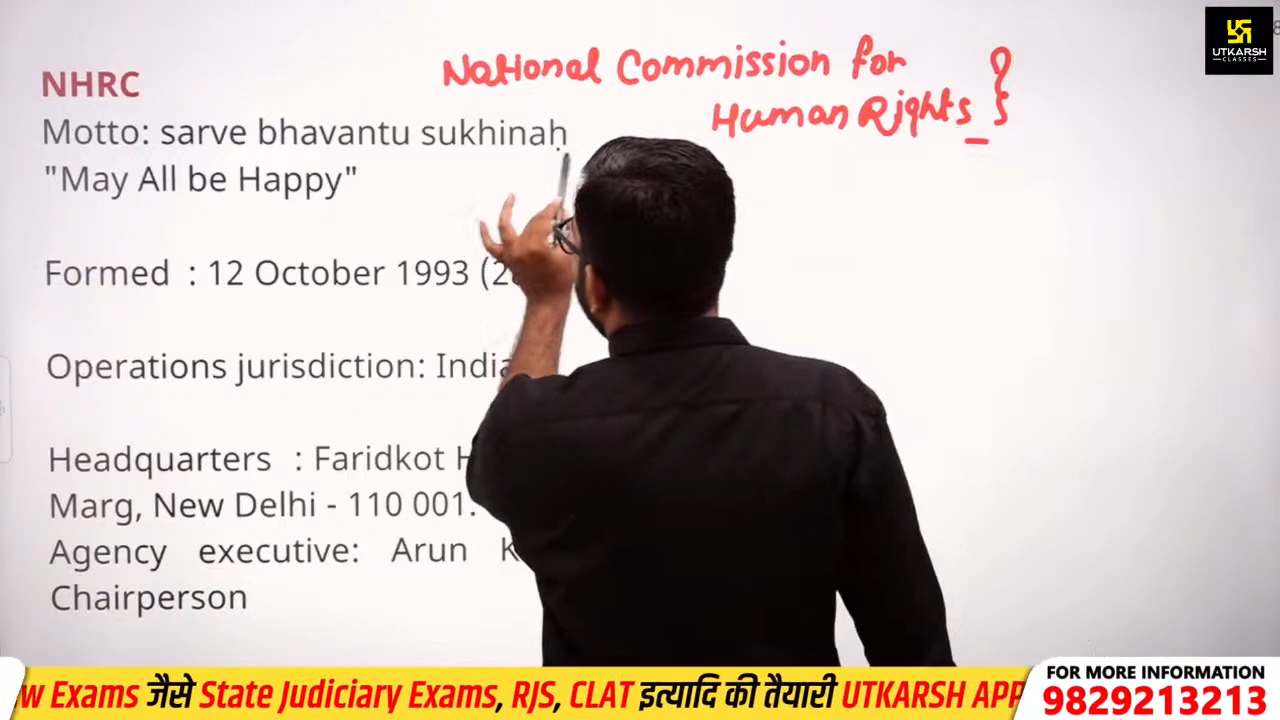 UTKARSH
CLASSES
National Commission for
Human Rights
NHRC
Motto: sarve bhavantu sukhinaḥ
"May All be Happy"
Formed : 12 October 1993
Operations jurisdiction: India
Headquarters : Faridkot
Marg, New Delhi - 110 001.
Agency executive: Arun
Chairperson
Exams जैसे State Judiciary Exams, RJS, CLAT इत्यादि की तैयारी UTKARSH APP
FOR MORE INFORMATION
9829213213